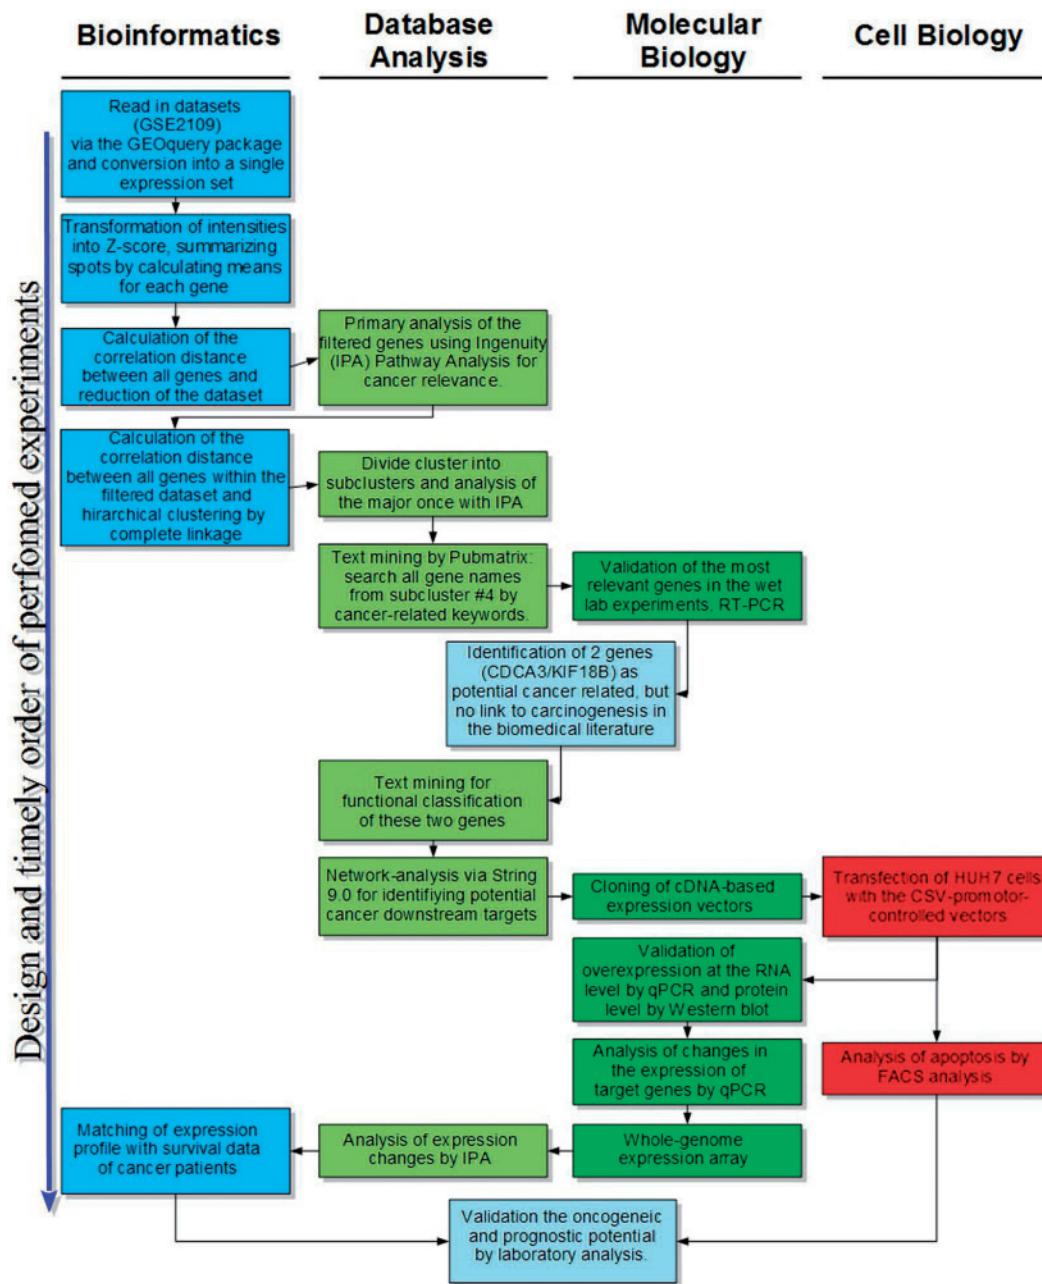 Bioinformatics
Database
Analysis
Molecular
Biology
Cell Biology
Design and timely order of perfomed experiments
Read in datasets
(GSE2109)
via the GEOquery package
and conversion into a single
expression set
Transformation of intensities
into Z-score, summarizing
spots by calculating means
for each gene
Calculation of the
correlation distance
between all genes and
reduction of the dataset
Primary analysis of the
filtered genes using Ingenuity
(IPA) Pathway Analysis for
cancer relevance.
Calculation of the
correlation distance
between all genes within the
filtered dataset and
hirarchical clustering by
complete linkage
Divide cluster into
subclusters and analysis of
the major once with IPA
Text mining by Pubmatrix:
search all gene names
from subcluster #4 by
cancer-related keywords.
Validation of the most
relevant genes in the wet
lab experiments, RT-PCR
Identification of 2 genes
(CDCA3/KIF18B) as
potential cancer related, but
no link to carcinogenesis in
the biomedical literature
Text mining for
functional classification
of these two genes
Network-analysis via String
9.0 for identifiying potential
cancer downstream targets
Cloning of cDNA-based
expression vectors
Transfection of HUH7 cells
with the CSV-promotor-
controlled vectors
Validation of
overexpression at the RNA
level by qPCR and protein
level by Western blot
Analysis of changes in
the expression of
target genes by qPCR
Analysis of apoptosis by
FACS analysis
Matching of expression
profile with survival data
of cancer patients
Analysis of expression
changes by IPA
Whole-genome
expression array
Validation the oncogeneic
and prognostic potential
by laboratory analysis.